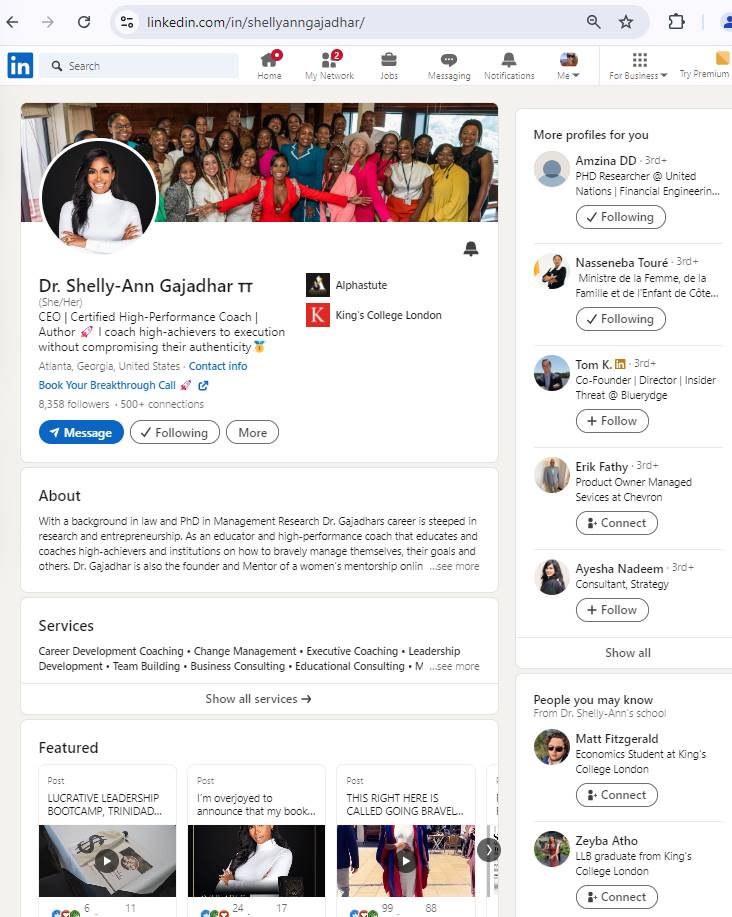 linkedin.com/in/shellyanngajadhar/
in
Search
Home
2
My Network
Jobs
Messaging
Notifications
Me
For Business
Try Premium
Dr. Shelly-Ann Gajadhar TT
(She/Her)
CEO | Certified High-Performance Coach |
Author 🚀 I coach high-achievers to execution
without compromising their authenticity🏅
Atlanta, Georgia, United States · Contact info
Book Your Breakthrough Call 🚀
8,358 followers · 500+ connections
Message
Following
More
Alphastute
K
King's College London
About
With a background in law and PhD in Management Research Dr. Gajadhars career is steeped in
research and entrepreneurship. As an educator and high-performance coach that educates and
coaches high-achievers and institutions on how to bravely manage themselves, their goals and
others. Dr. Gajadhar is also the founder and Mentor of a women's mentorship onlin ...see more
Services
Career Development Coaching • Change Management • Executive Coaching • Leadership
Development • Team Building • Business Consulting • Educational Consulting • M ...see more
Show all services →
Featured
Post
LUCRATIVE LEADERSHIP
BOOTCAMP, TRINIDAD...
6
11
Post
I'm overjoyed to
announce that my book...
24
17
Post
THIS RIGHT HERE IS
CALLED GOING BRAVEL...
99
88
More profiles for you
Amzina DD · 3rd+
PHD Researcher @ United
Nations | Financial Engineerin...
Following
Nasseneba Touré · 3rd+
Ministre de la Femme, de la
Famille et de l'Enfant de Côte...
Following
Tom K. in · 3rd+
Co-Founder | Director | Insider
Threat @ Bluerydge
+ Follow
Erik Fathy · 3rd+
Product Owner Managed
Sevices at Chevron
Connect
Ayesha Nadeem · 3rd+
Consultant, Strategy
+ Follow
Show all
People you may know
From Dr. Shelly-Ann's school
Matt Fitzgerald
Economics Student at King's
College London
Connect
Zeyba Atho
LLB graduate from King's
College London
Connect